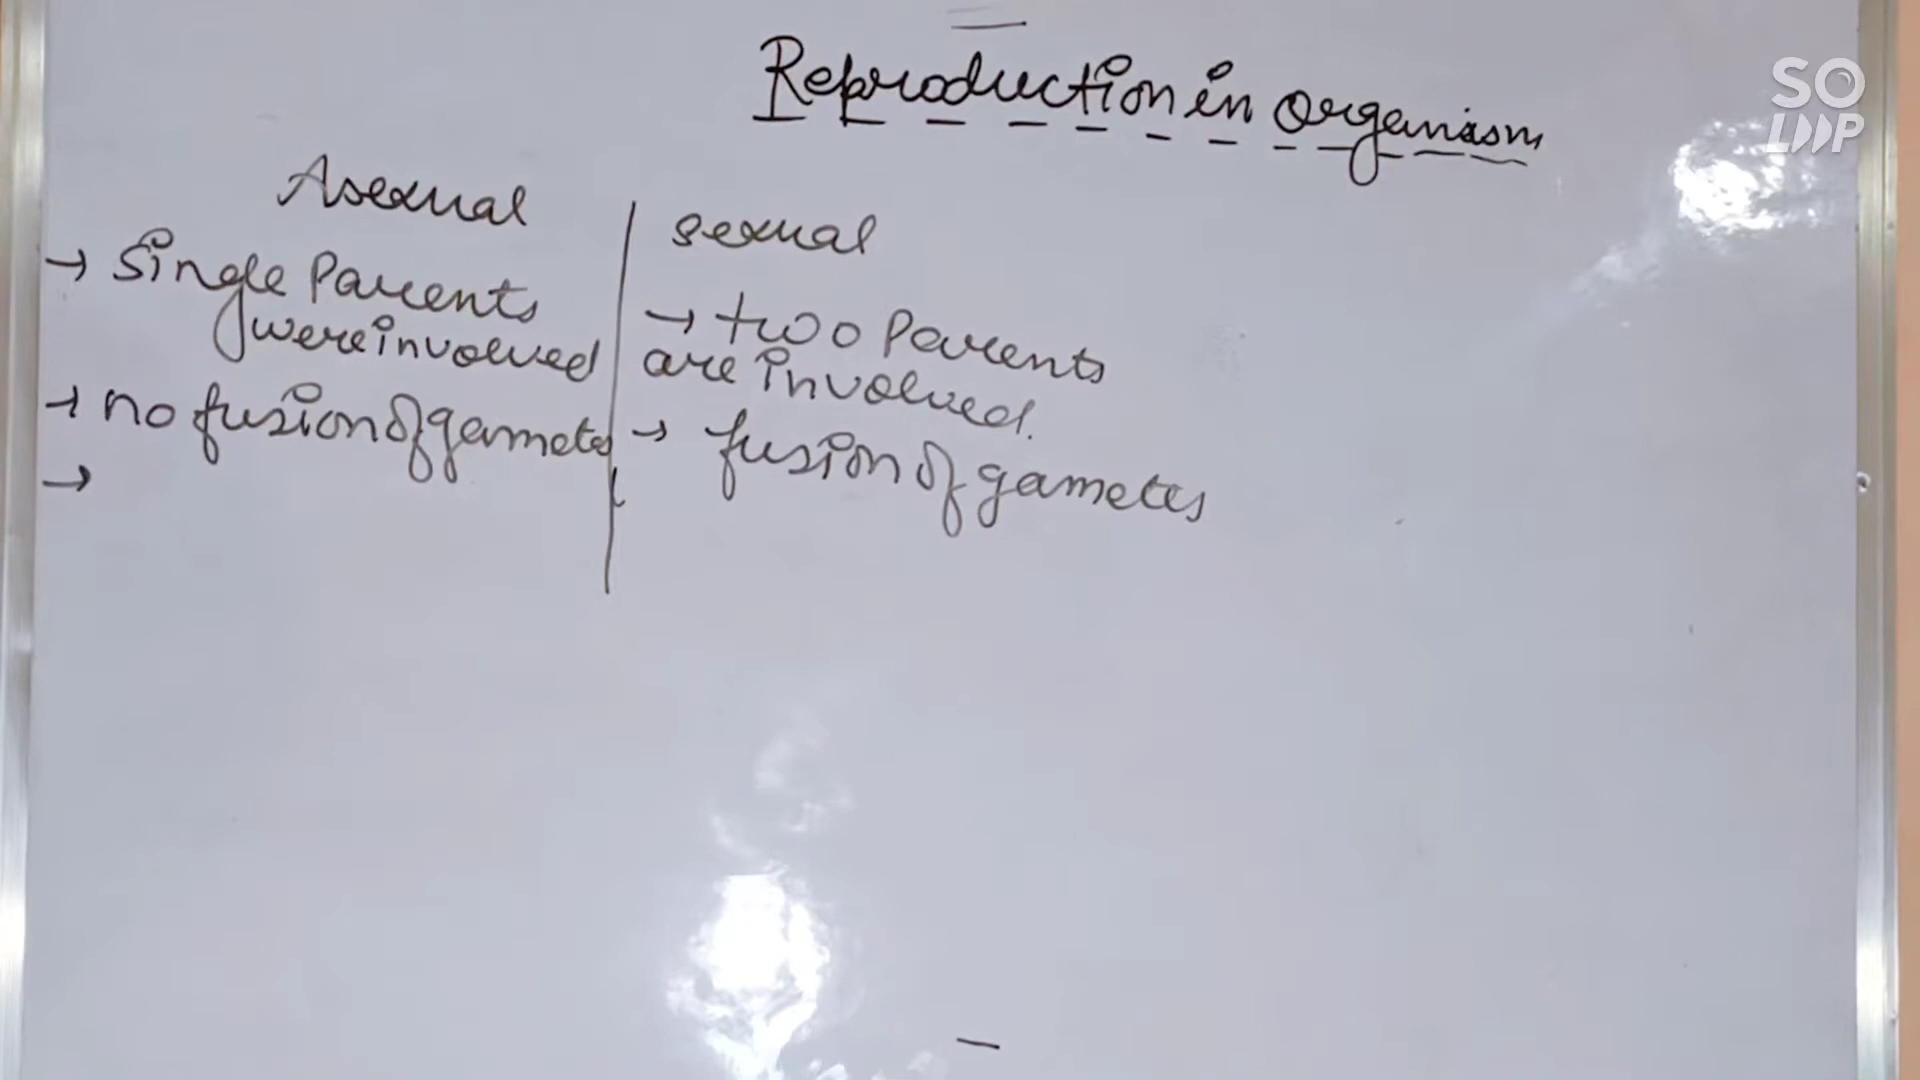 Reproduction in organism
Asexual
→ Single Parents
were involved
→ no fusion of gametes
→
sexual
→ two Parents
are involved.
→ fusion of gametes
SO
LOOP